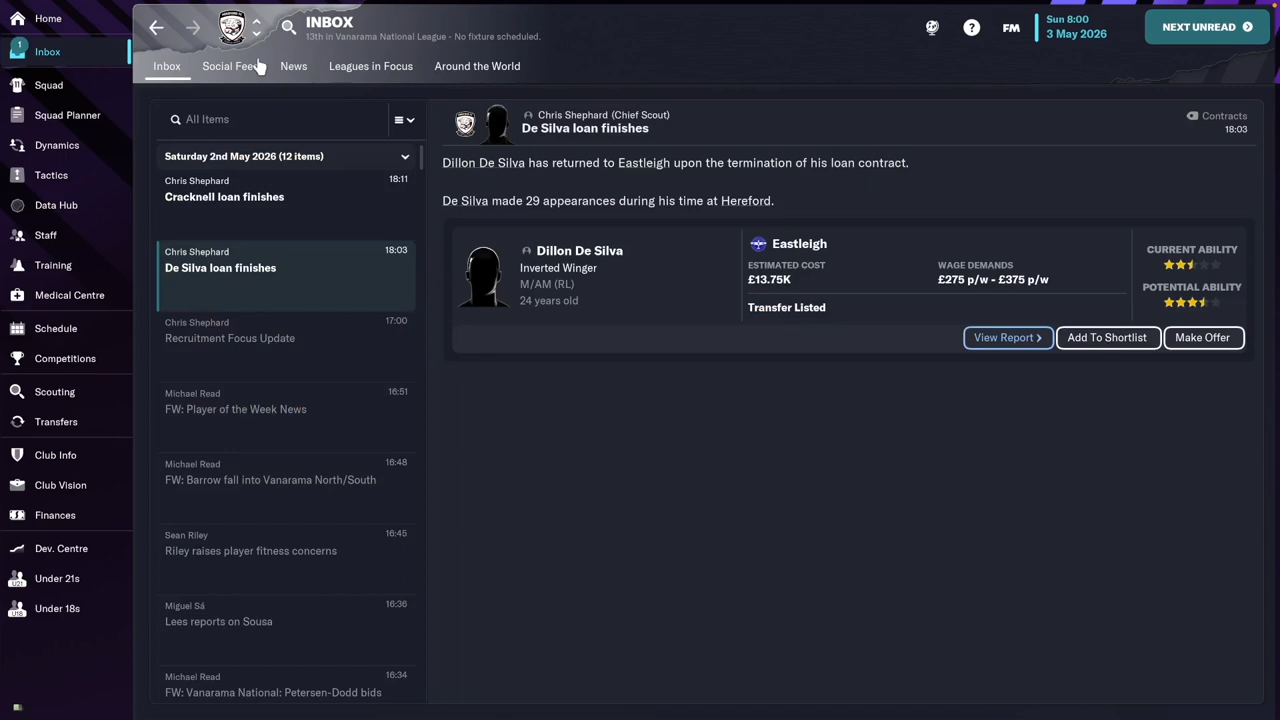 Home
1
Inbox
Squad
Squad Planner
Dynamics
Tactics
Data Hub
Staff
Training
Medical Centre
Schedule
Competitions
Scouting
Transfers
Club Info
Club Vision
Finances
Dev. Centre
U21
Under 21s
U18
Under 18s
INBOX
13th in Vanarama National League - No fixture scheduled.
FM
Sun 8:00
3 May 2026
NEXT UNREAD
Inbox
Social Feed
News
Leagues in Focus
Around the World
All Items
Saturday 2nd May 2026 (12 items)
Chris Shephard 18:11
Cracknell loan finishes
Chris Shephard 18:03
De Silva loan finishes
Chris Shephard 17:00
Recruitment Focus Update
Michael Read 16:51
FW: Player of the Week News
Michael Read 16:48
FW: Barrow fall into Vanarama North/South
Sean Riley 16:45
Riley raises player fitness concerns
Miguel Sá 16:36
Lees reports on Sousa
Michael Read 16:34
FW: Vanarama National: Petersen-Dodd bids
Chris Shephard (Chief Scout)
De Silva loan finishes
Contracts
18:03
Dillon De Silva has returned to Eastleigh upon the termination of his loan contract.
De Silva made 29 appearances during his time at Hereford.
Dillon De Silva
Inverted Winger
M/AM (RL)
24 years old
Eastleigh
ESTIMATED COST
£13.75K
WAGE DEMANDS
£275 p/w - £375 p/w
Transfer Listed
CURRENT ABILITY
POTENTIAL ABILITY
View Report
Add To Shortlist
Make Offer